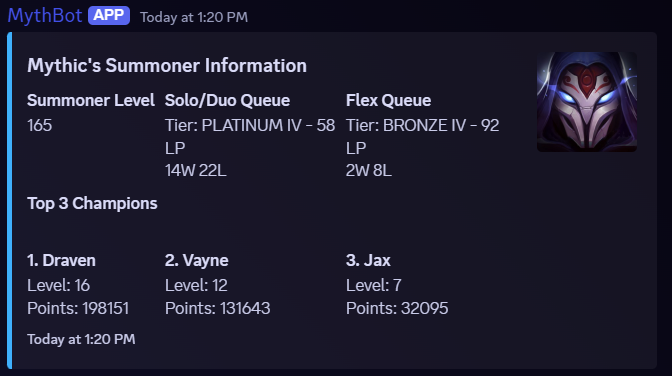 MythBot APP Today at 1:20 PM
Mythic's Summoner Information
Summoner Level Solo/Duo Queue Flex Queue
165 Tier: PLATINUM IV - 58 Tier: BRONZE IV - 92
LP LP
14W 22L 2W 8L
Top 3 Champions
1. Draven 2. Vayne 3. Jax
Level: 16 Level: 12 Level: 7
Points: 198151 Points: 131643 Points: 32095
Today at 1:20 PM